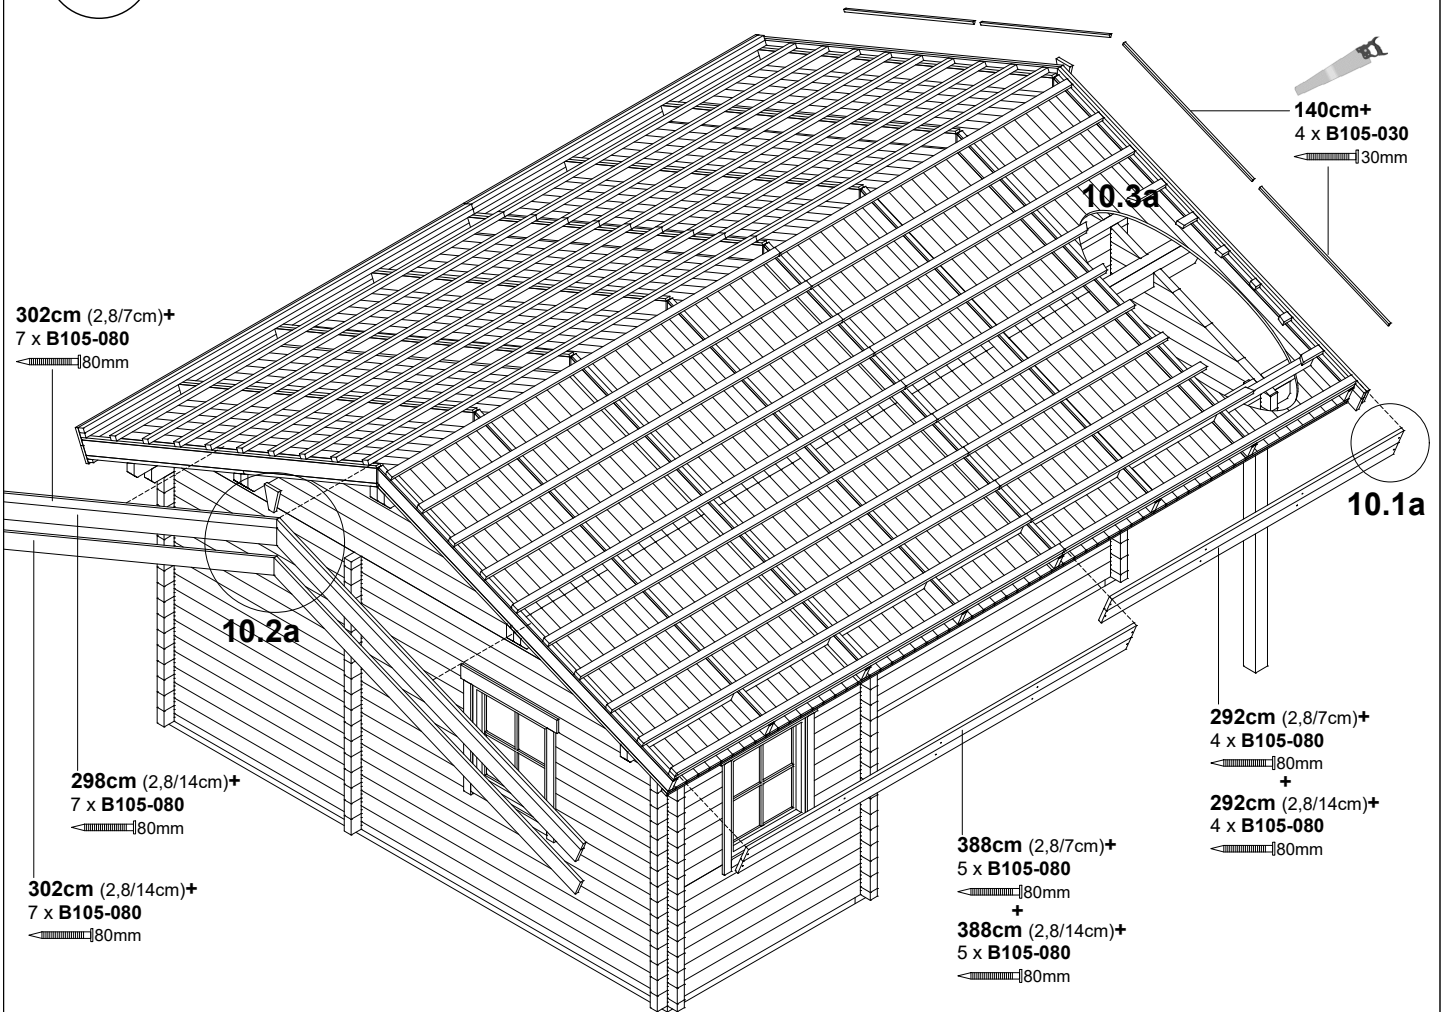 140cm+
4 x B105-030
30mm
10.3a
302cm (2,8/7cm)+
7 x B105-080
80mm
10.1a
10.2a
298cm (2,8/14cm)+
7 x B105-080
80mm
302cm (2,8/14cm)+
7 x B105-080
80mm
292cm (2,8/7cm)+
4 x B105-080
80mm
+
292cm (2,8/14cm)+
4 x B105-080
80mm
388cm (2,8/7cm)+
5 x B105-080
80mm
+
388cm (2,8/14cm)+
5 x B105-080
80mm